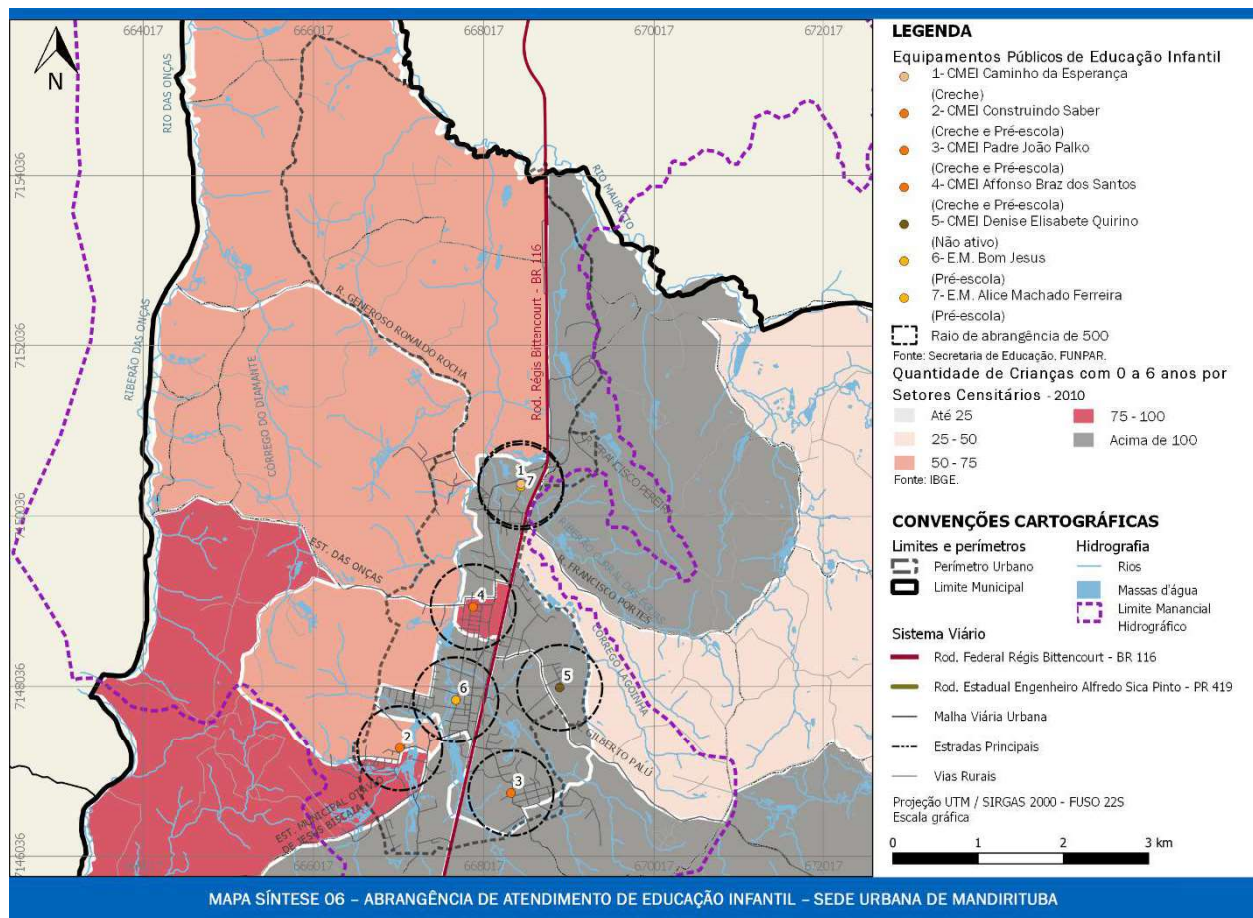 664017
666017
668017
670017
672017
N
RIO DAS ONÇAS
RIO MAURICIO
7154036
Rod. Régis Bittencourt - BR 116
R. GENEROSO RONALDO ROCHA
7152036
RIBEIRÃO DAS ONÇAS
CÓRREGO DO DIAMANTE
R. FRANCISCO PEREIRA
1
7
7150036
EST. DAS ONÇAS
R. FRANCISCO PORTES
4
CÓRREGO LAGOINHA
5
7148036
6
GILBERTO PALÚ
2
3
EST. MUNICIPAL OTÁVIO
DE JESUS BISCAIA
7146036
666017
668017
670017
672017
LEGENDA
Equipamentos Públicos de Educação Infantil
1- CMEI Caminho da Esperança
(Creche)
2- CMEI Construindo Saber
(Creche e Pré-escola)
3- CMEI Padre João Palko
(Creche e Pré-escola)
4- CMEI Affonso Braz dos Santos
(Creche e Pré-escola)
5- CMEI Denise Elisabete Quirino
(Não ativo)
6- E.M. Bom Jesus
(Pré-escola)
7- E.M. Alice Machado Ferreira
(Pré-escola)
Raio de abrangência de 500
Fonte: Secretaria de Educação, FUNPAR.
Quantidade de Crianças com 0 a 6 anos por
Setores Censitários - 2010
Até 25
75 - 100
25 - 50
Acima de 100
50 - 75
Fonte: IBGE.
CONVENÇÕES CARTOGRÁFICAS
Limites e perímetros
Perímetro Urbano
Limite Municipal
Hidrografia
Rios
Massas d'água
Limite Manancial
Hidrográfico
Sistema Viário
Rod. Federal Régis Bittencourt - BR 116
Rod. Estadual Engenheiro Alfredo Sica Pinto - PR 419
Malha Viária Urbana
Estradas Principais
Vias Rurais
Projeção UTM / SIRGAS 2000 - FUSO 22S
Escala gráfica
0 1 2 3 km
MAPA SÍNTESE 06 – ABRANGÊNCIA DE ATENDIMENTO DE EDUCAÇÃO INFANTIL – SEDE URBANA DE MANDIRITUBA